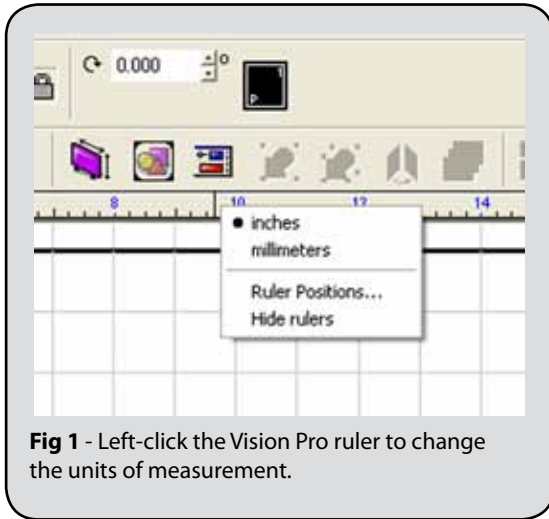 0.000
o
P
8 10 12 14
inches
millimeters
Ruler Positions...
Hide rulers
Fig 1 - Left-click the Vision Pro ruler to change
the units of measurement.